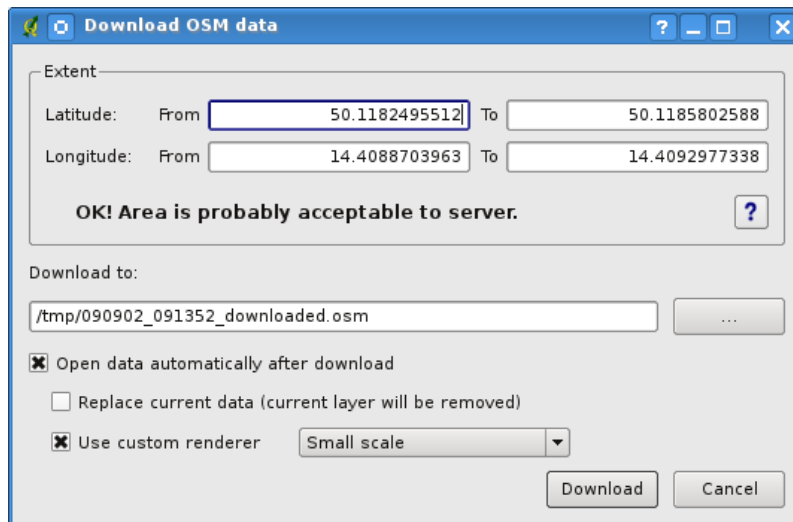 Download OSM data
Extent
Latitude: From 50.1182495512 To 50.1185802588
Longitude: From 14.4088703963 To 14.4092977338
OK! Area is probably acceptable to server. ?
Download to:
/tmp/090902_091352_downloaded.osm ...
Open data automatically after download
Replace current data (current layer will be removed)
Use custom renderer Small scale
Download Cancel